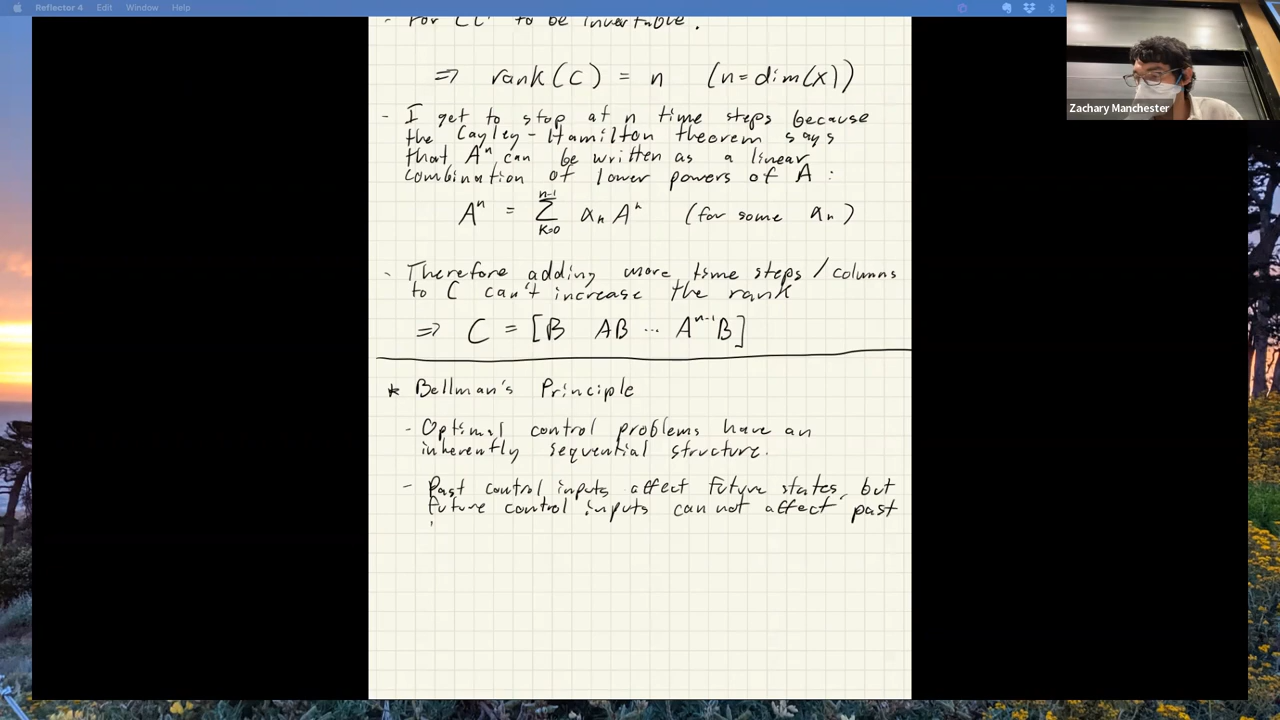 Reflector 4 Edit Window Help
Zachary Manchester
- For CCᵀ to be invertable.
⇒ rank(C) = n (n=dim(x))
- I get to stop at n time steps because
the Cayley-Hamilton theorem says
that Aⁿ can be written as a linear
combination of lower powers of A :
Aⁿ = Σ_{k=0}^{n-1} αₖ Aᵏ (for some αₖ)
- Therefore adding more time steps/columns
to C can't increase the rank
⇒ C = [B AB ... Aⁿ⁻¹B]
* Bellman's Principle
- Optimal control problems have an
inherently sequential structure.
- Past control inputs affect future states, but
future control inputs can not affect past